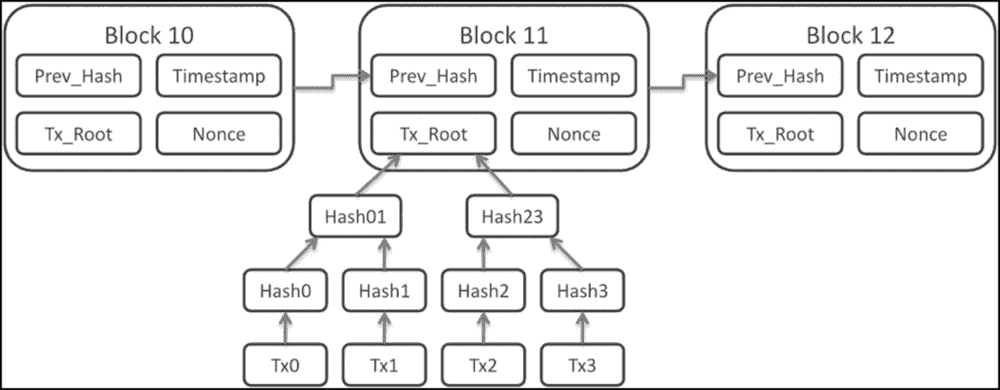 Block 10
Prev_Hash Timestamp
Tx_Root Nonce
Block 11
Prev_Hash Timestamp
Tx_Root Nonce
Block 12
Prev_Hash Timestamp
Tx_Root Nonce
Hash01 Hash23
Hash0 Hash1 Hash2 Hash3
Tx0 Tx1 Tx2 Tx3